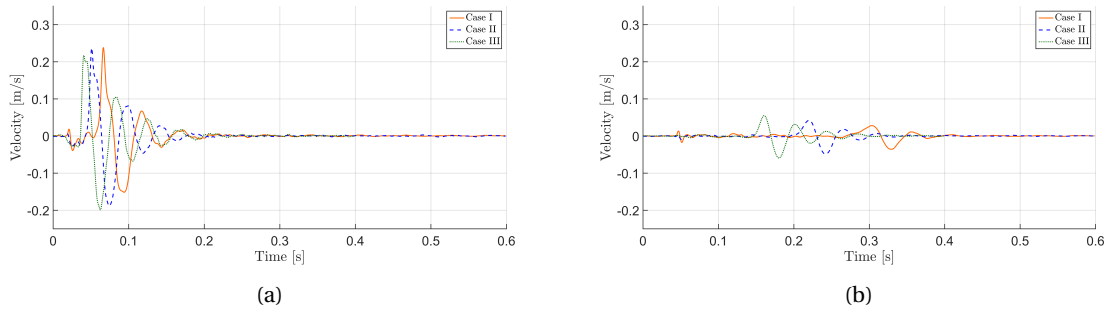 0.3
0.2
0.1
0
-0.1
-0.2
Velocity [m/s]
0 0.1 0.2 0.3 0.4 0.5 0.6
Time [s]
Case I
Case II
Case III
(a)
0.3
0.2
0.1
0
-0.1
-0.2
Velocity [m/s]
0 0.1 0.2 0.3 0.4 0.5 0.6
Time [s]
Case I
Case II
Case III
(b)